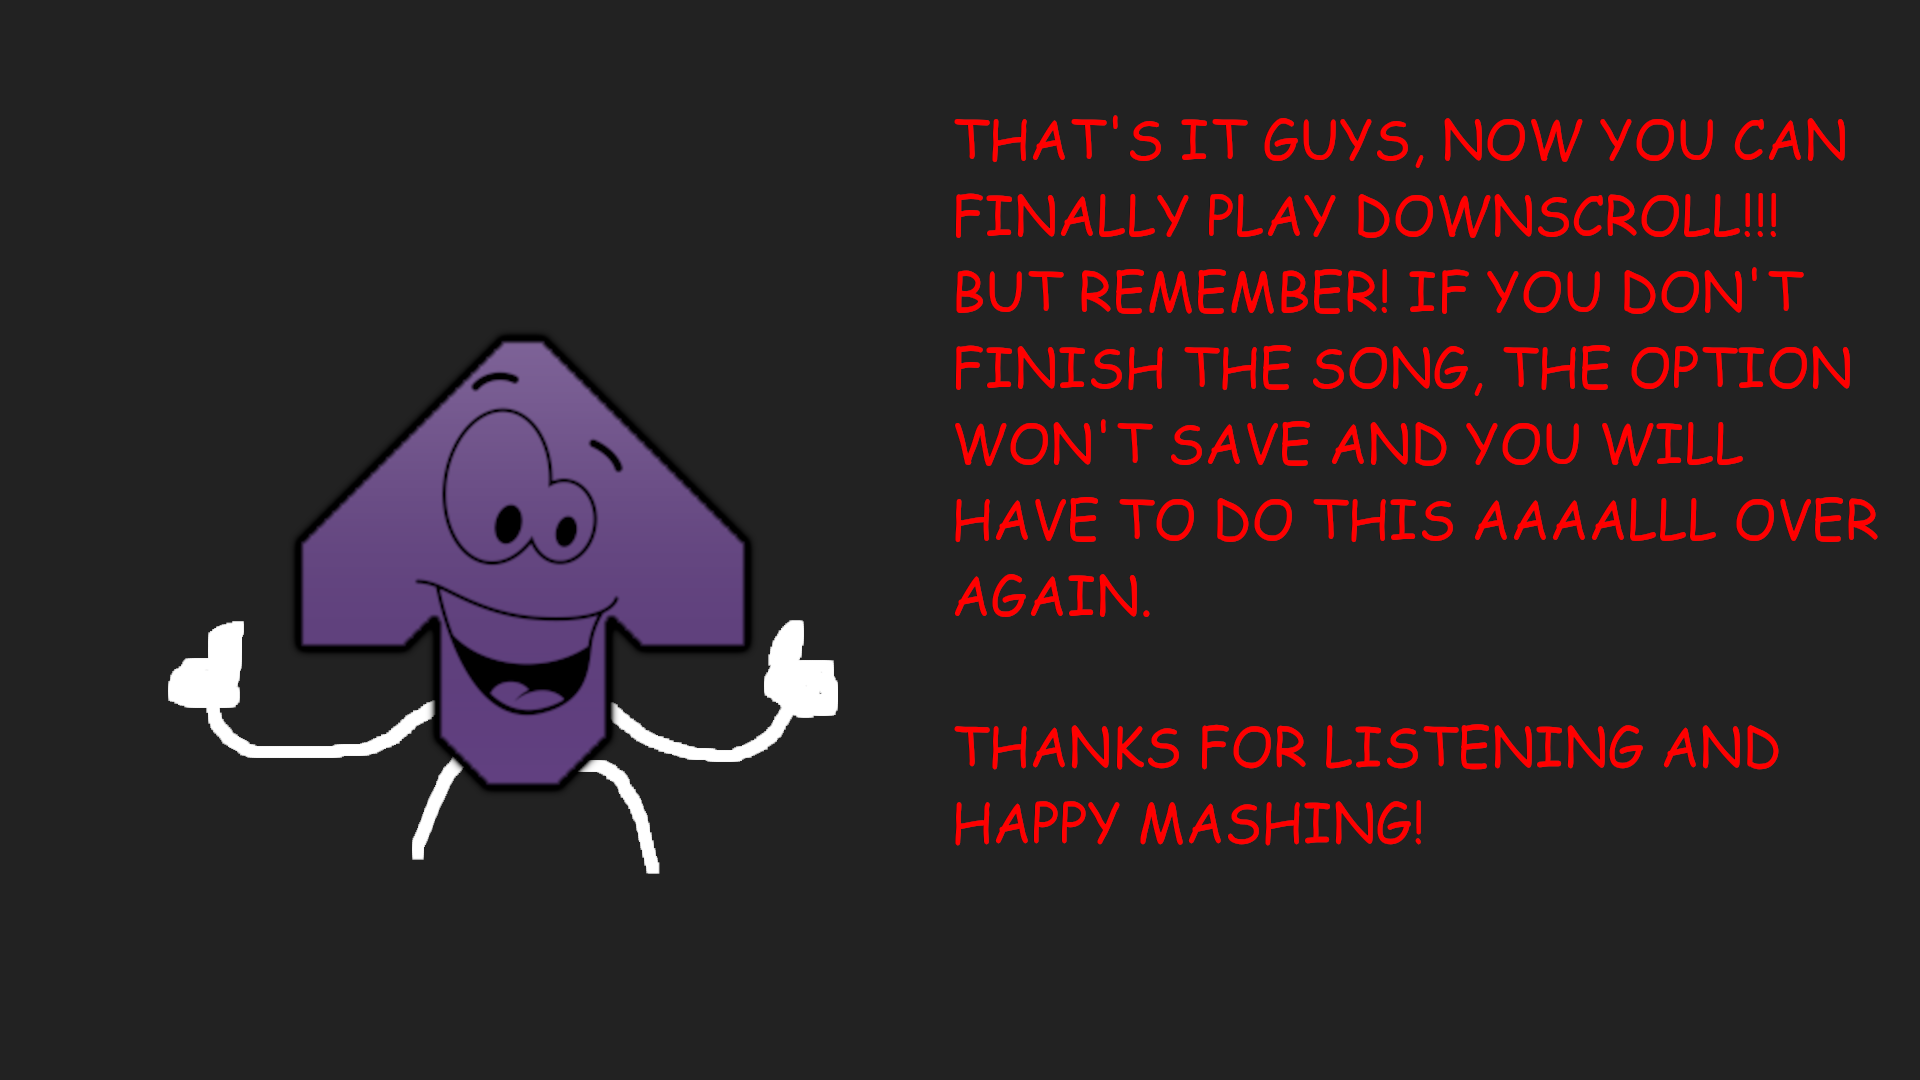 THAT'S IT GUYS, NOW YOU CAN
FINALLY PLAY DOWNSCROLL!!!
BUT REMEMBER! IF YOU DON'T
FINISH THE SONG, THE OPTION
WON'T SAVE AND YOU WILL
HAVE TO DO THIS AAAALLL OVER
AGAIN.
THANKS FOR LISTENING AND
HAPPY MASHING!